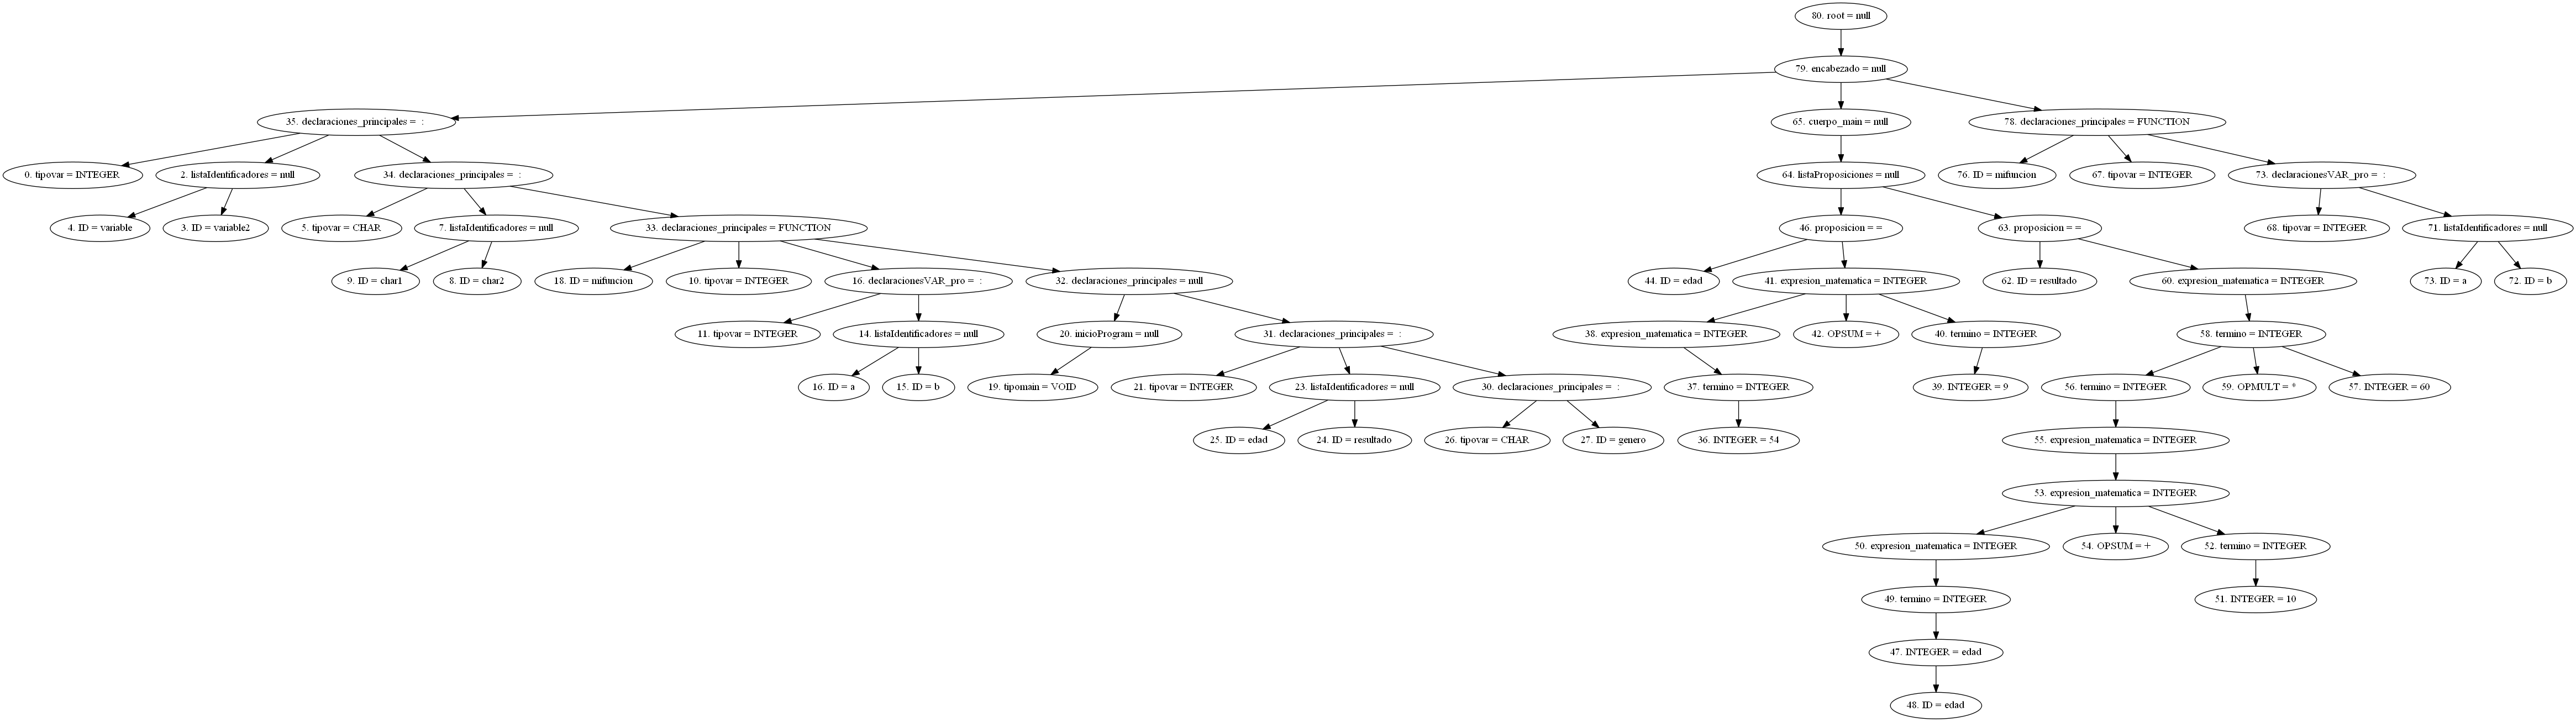 80. root = null
79. encabezado = null
35. declaraciones_principales = :
65. cuerpo_main = null
78. declaraciones_principales = FUNCTION
0. tipovar = INTEGER
2. listaIdentificadores = null
34. declaraciones_principales = :
64. listaProposiciones = null
76. ID = mifuncion
67. tipovar = INTEGER
73. declaracionesVAR_pro = :
4. ID = variable
3. ID = variable2
5. tipovar = CHAR
7. listaIdentificadores = null
33. declaraciones_principales = FUNCTION
46. proposicion = =
63. proposicion = =
68. tipovar = INTEGER
71. listaIdentificadores = null
9. ID = char1
8. ID = char2
18. ID = mifuncion
10. tipovar = INTEGER
16. declaracionesVAR_pro = :
32. declaraciones_principales = null
44. ID = edad
41. expresion_matematica = INTEGER
62. ID = resultado
60. expresion_matematica = INTEGER
73. ID = a
72. ID = b
11. tipovar = INTEGER
14. listaIdentificadores = null
20. inicioProgram = null
31. declaraciones_principales = :
38. expresion_matematica = INTEGER
42. OPSUM = +
40. termino = INTEGER
58. termino = INTEGER
16. ID = a
15. ID = b
19. tipomain = VOID
21. tipovar = INTEGER
23. listaIdentificadores = null
30. declaraciones_principales = :
37. termino = INTEGER
39. INTEGER = 9
56. termino = INTEGER
59. OPMULT = *
57. INTEGER = 60
25. ID = edad
24. ID = resultado
26. tipovar = CHAR
27. ID = genero
36. INTEGER = 54
55. expresion_matematica = INTEGER
53. expresion_matematica = INTEGER
50. expresion_matematica = INTEGER
54. OPSUM = +
52. termino = INTEGER
49. termino = INTEGER
51. INTEGER = 10
47. INTEGER = edad
48. ID = edad